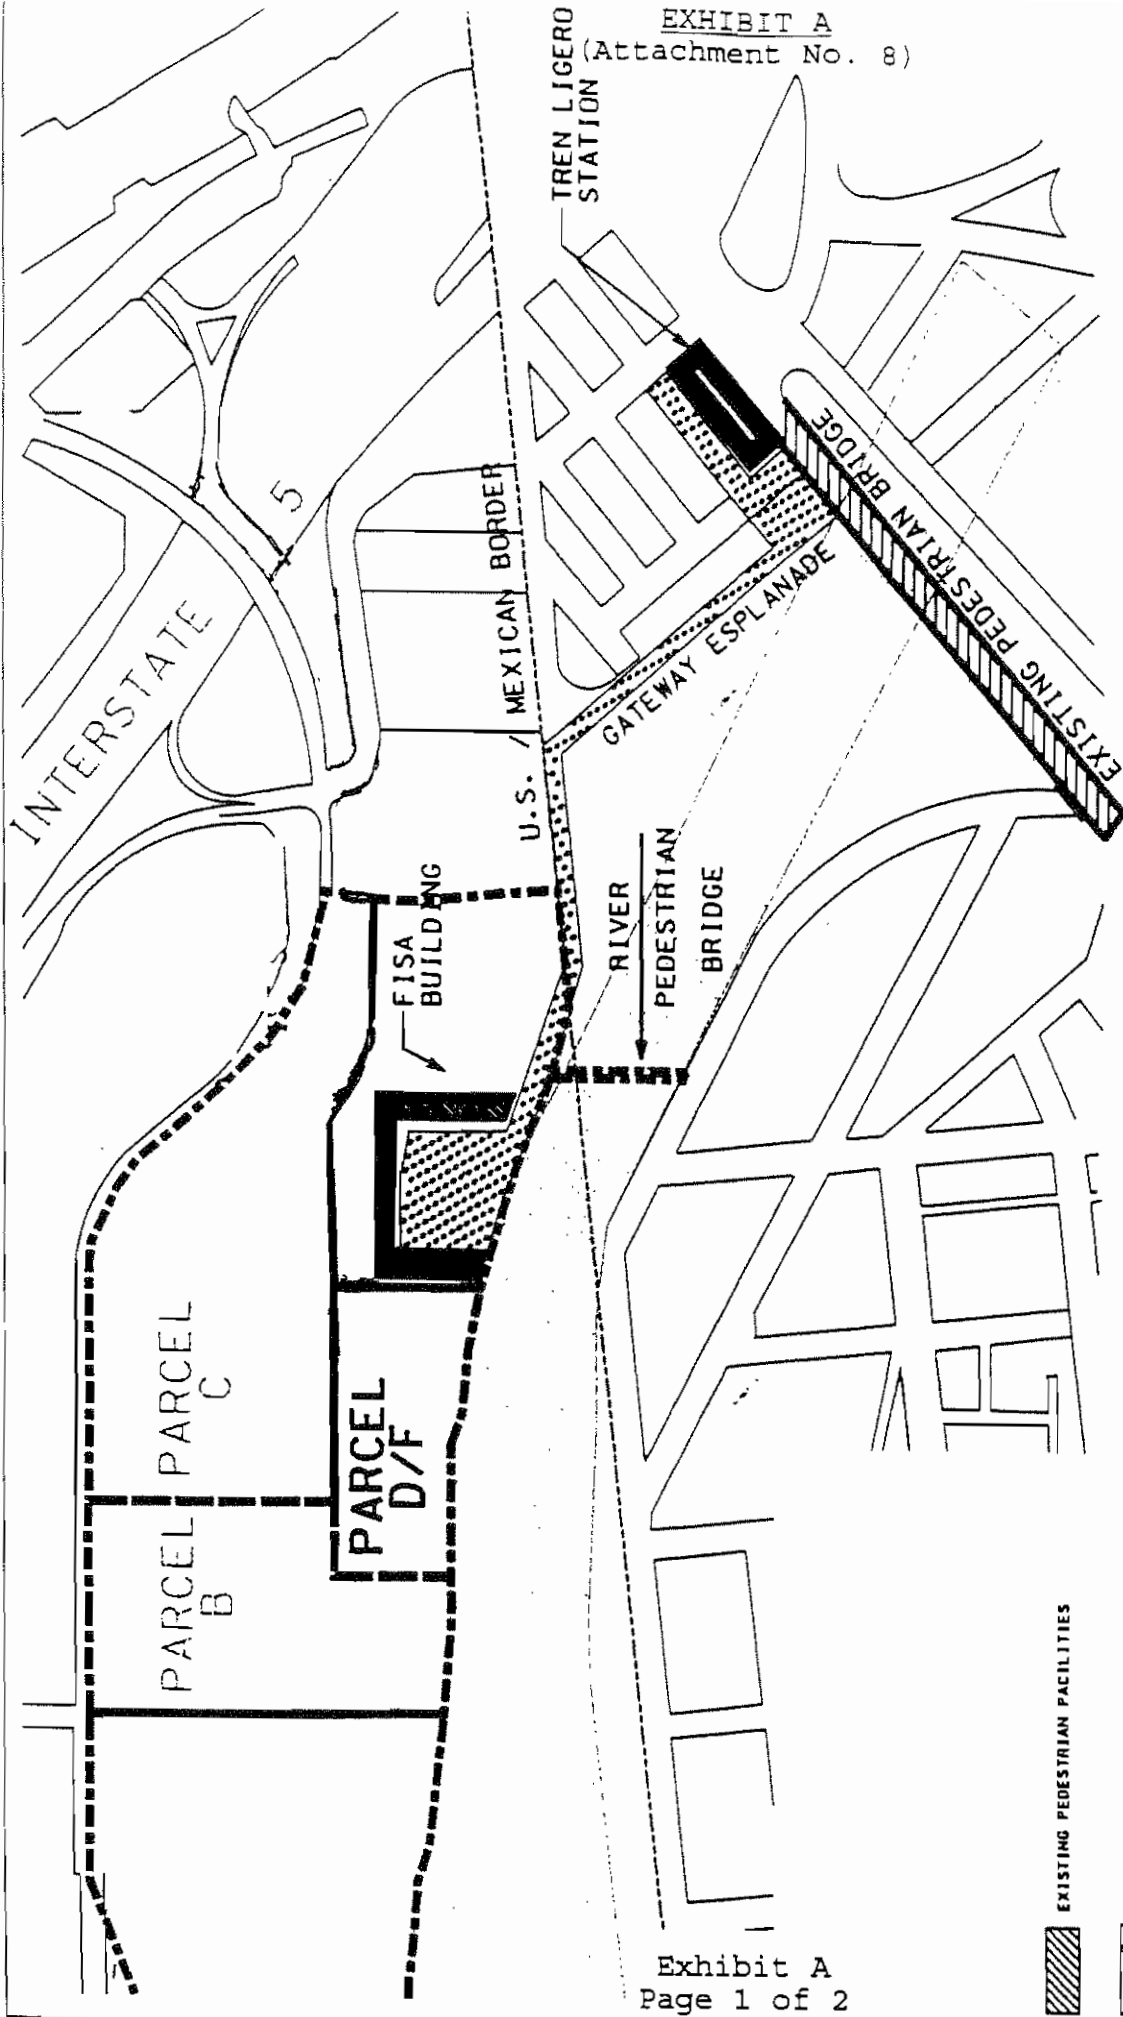 EXHIBIT A
(Attachment No. 8)
TREN LIGERO
STATION
INTERSTATE 5
U.S. / MEXICAN BORDER
GATEWAY ESPLANADE
EXISTING PEDESTRIAN BRIDGE
RIVER
PEDESTRIAN
BRIDGE
FISA
BUILDING
PARCEL
C
PARCEL
B
PARCEL
D/F
EXISTING PEDESTRIAN FACILITIES
Exhibit A
Page 1 of 2